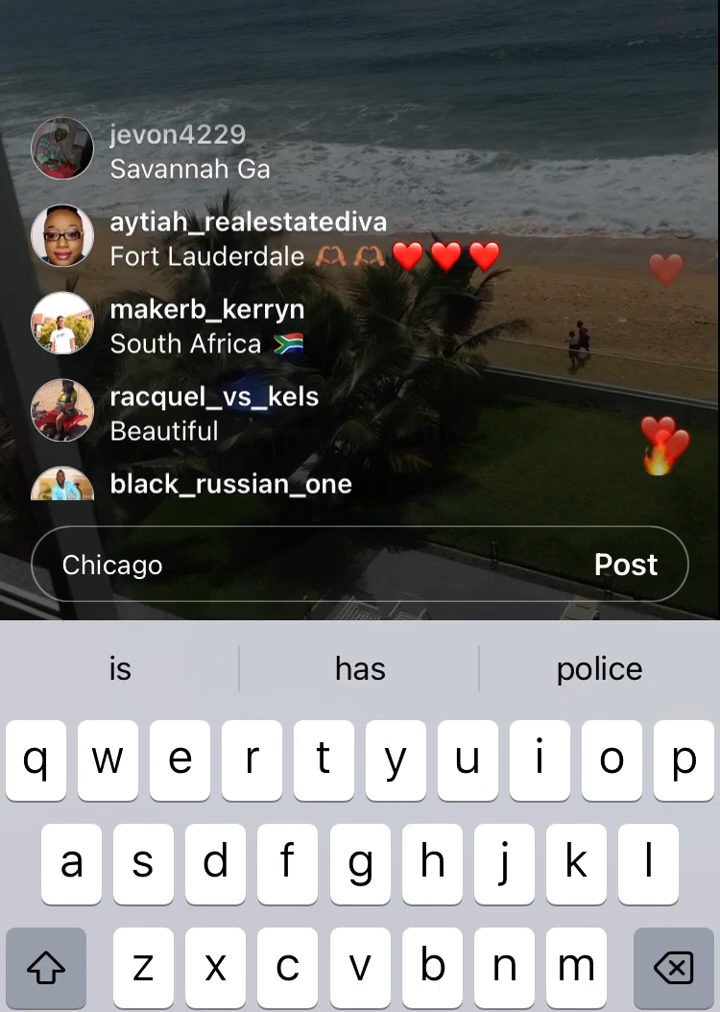 jevon4229
Savannah Ga
aytiah_realestatediva
Fort Lauderdale 🫶🏾🫶🏾❤️❤️❤️
makerb_kerryn
South Africa 🇿🇦
racquel_vs_kels
Beautiful
black_russian_one
Chicago Post
is has police
q w e r t y u i o p
a s d f g h j k l
z x c v b n m